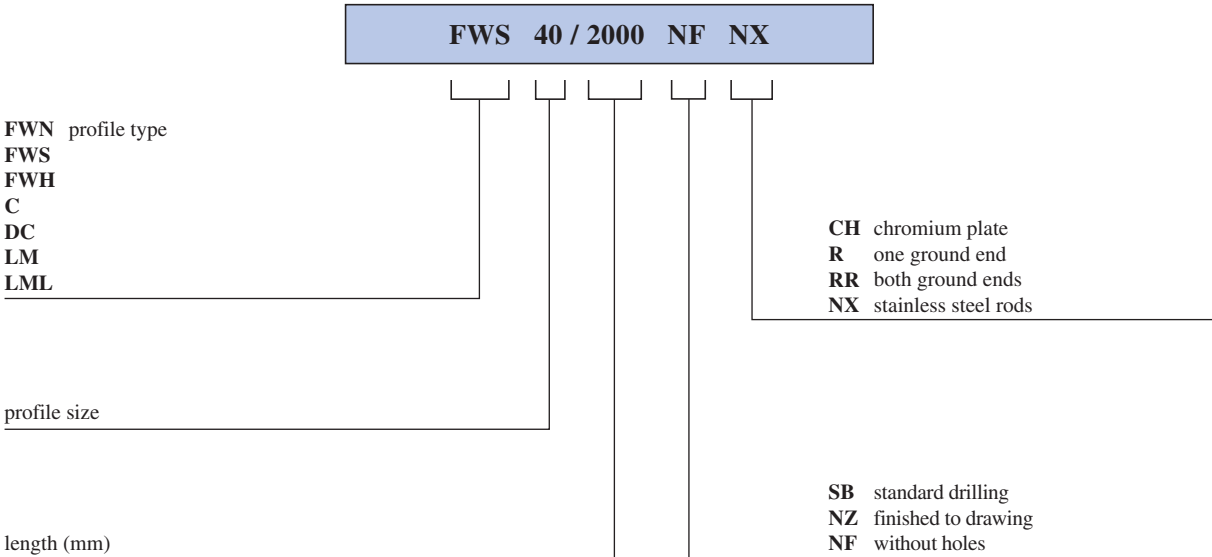 FWS 40 / 2000 NF NX
FWN profile type
FWS
FWH
C
DC
LM
LML
CH chromium plate
R one ground end
RR both ground ends
NX stainless steel rods
profile size
SB standard drilling
NZ finished to drawing
NF without holes
length (mm)